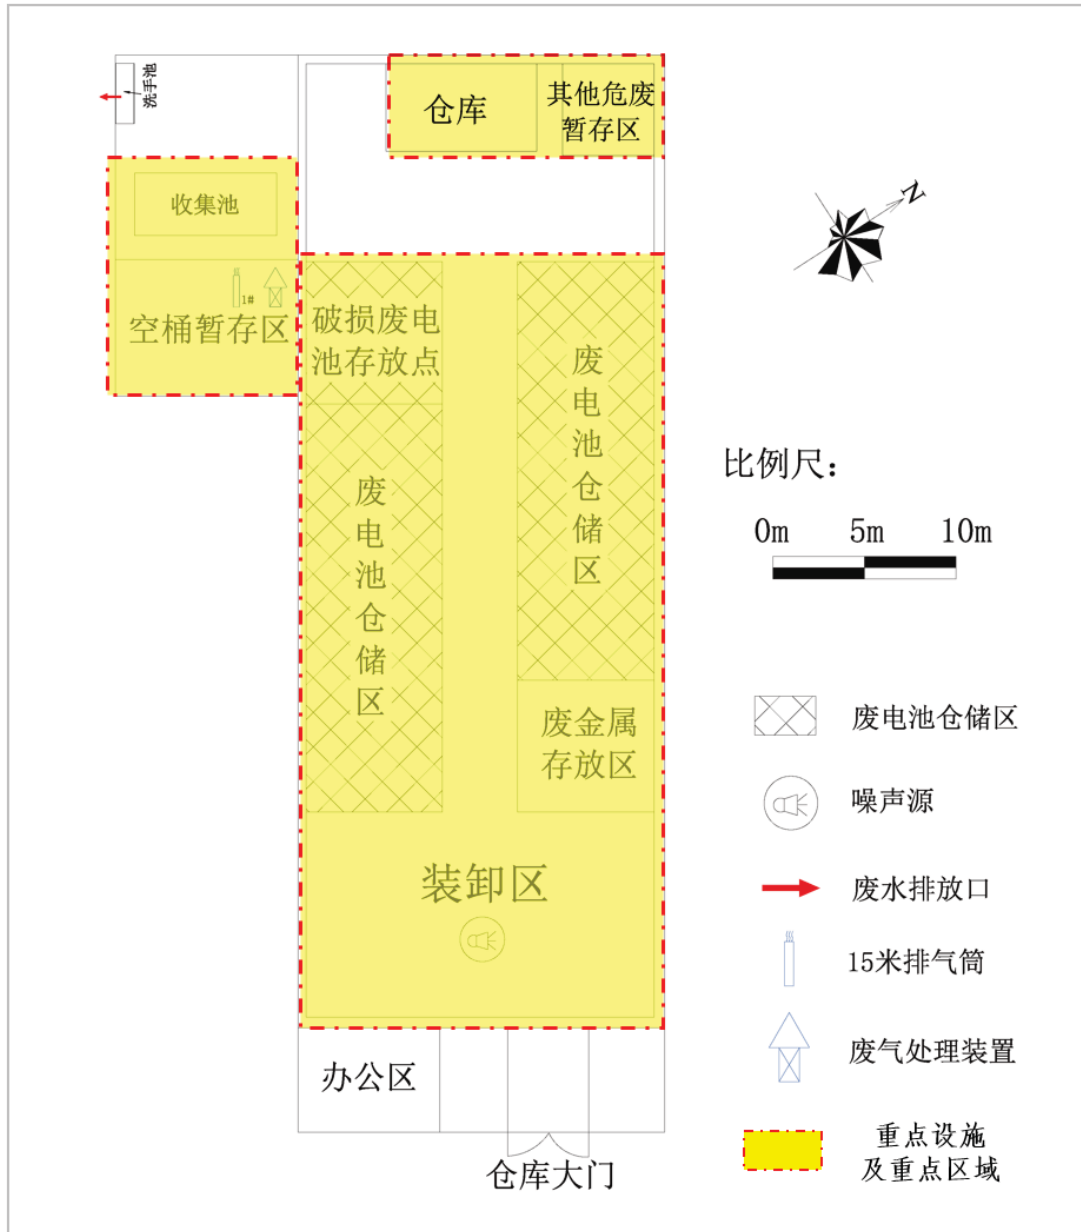 洗手池
仓库
其他危废
暂存区
收集池
N
1#
空桶暂存区
破损废电
池存放点
废电池仓储区
废电池仓储区
比例尺：
0m 5m 10m
废金属
存放区
废电池仓储区
噪声源
装卸区
废水排放口
15米排气筒
废气处理装置
办公区
重点设施
及重点区域
仓库大门